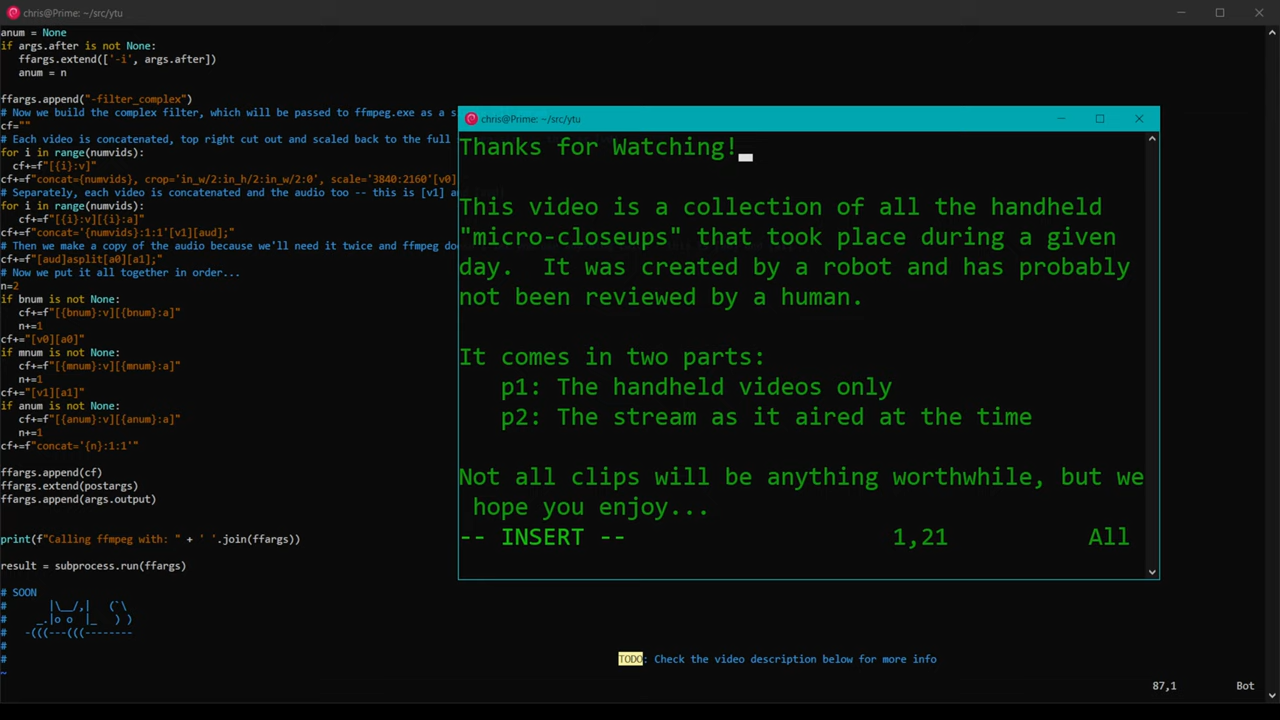 chris@Prime: ~/src/ytu
anum = None
if args.after is not None:
ffargs.extend(['-i', args.after])
anum = n
ffargs.append("-filter_complex")
# Now we build the complex filter, which will be passed to ffmpeg.exe as a s
cf=""
# Each video is concatenated, top right cut out and scaled back to the full
for i in range(numvids):
cf+=f"[{i}:v]"
cf+=f"concat={numvids}, crop='in_w/2:in_h/2:in_w/2:0', scale='3840:2160'[v0]
# Separately, each video is concatenated and the audio too -- this is [v1] a
for i in range(numvids):
cf+=f"[{i}:v][{i}:a]"
cf+=f"concat='{numvids}:1:1'[v1][aud];"
# Then we make a copy of the audio because we'll need it twice and ffmpeg do
cf+=f"[aud]asplit[a0][a1];"
# Now we put it all together in order...
n=2
if bnum is not None:
cf+=f"[{bnum}:v][{bnum}:a]"
n+=1
cf+="[v0][a0]"
if mnum is not None:
cf+=f"[{mnum}:v][{mnum}:a]"
n+=1
cf+="[v1][a1]"
if anum is not None:
cf+=f"[{anum}:v][{anum}:a]"
n+=1
cf+=f"concat='{n}:1:1'"
ffargs.append(cf)
ffargs.extend(postargs)
ffargs.append(args.output)
print(f"Calling ffmpeg with: " + ' '.join(ffargs))
result = subprocess.run(ffargs)
# SOON
#     |\__/,|   (`\
#   _.|o o  |_   ) )
#  -(((---(((--------
#
#
~
chris@Prime: ~/src/ytu
Thanks for Watching!
This video is a collection of all the handheld
"micro-closeups" that took place during a given
day.  It was created by a robot and has probably
not been reviewed by a human.
It comes in two parts:
p1: The handheld videos only
p2: The stream as it aired at the time
Not all clips will be anything worthwhile, but we
hope you enjoy...
-- INSERT -- 1,21 All
TODO: Check the video description below for more info
87,1 Bot